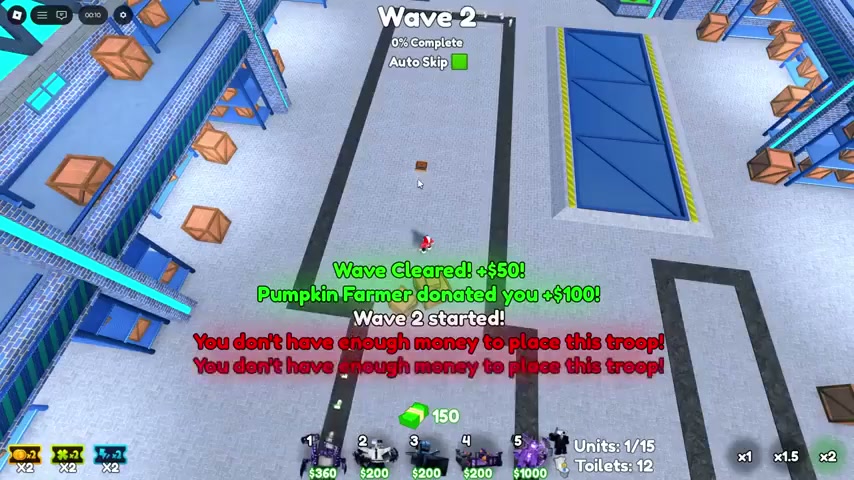 00:10
Wave 2
0% Complete
Auto Skip
Wave Cleared! +$50!
Pumpkin Farmer donated you +$100!
Wave 2 started!
You don't have enough money to place this troop!
You don't have enough money to place this troop!
150
1 2 3 4 5
$360 $200 $200 $200 $1000
Units: 1/15
Toilets: 12
x2 x2 x2
X2 X2 X2
x1 x1.5 x2